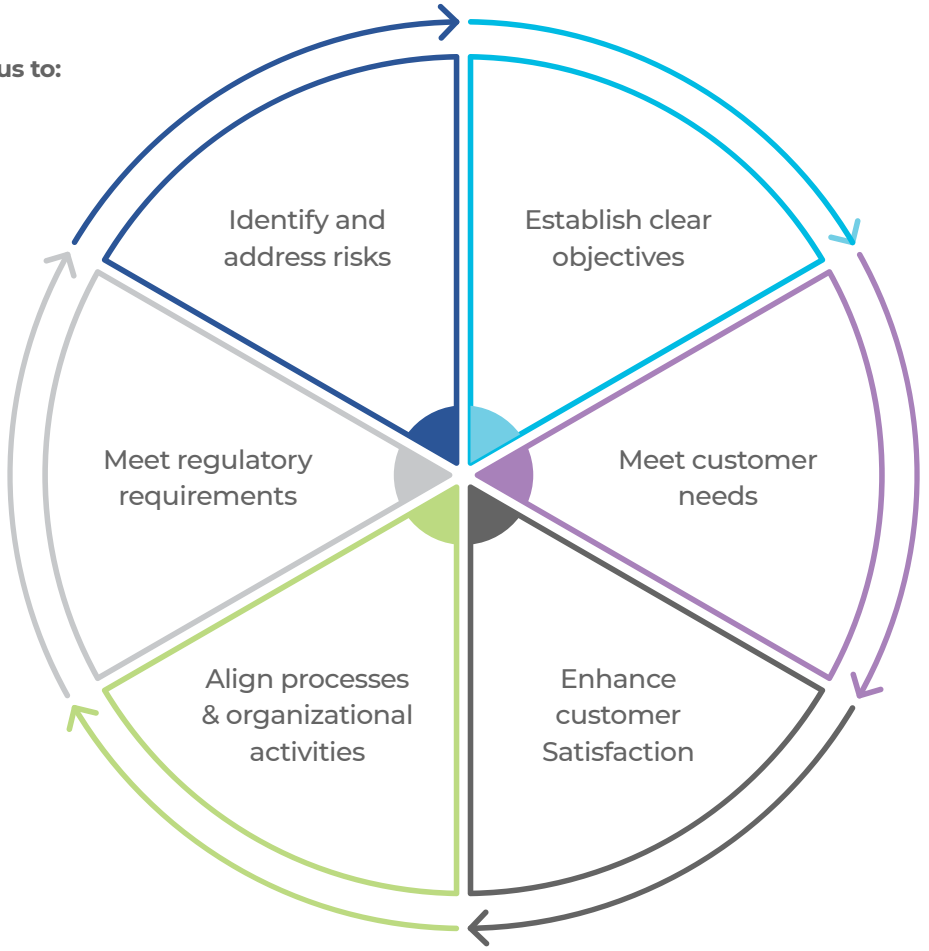 us to:
Identify and
address risks
Establish clear
objectives
Meet regulatory
requirements
Meet customer
needs
Align processes
& organizational
activities
Enhance
customer
Satisfaction